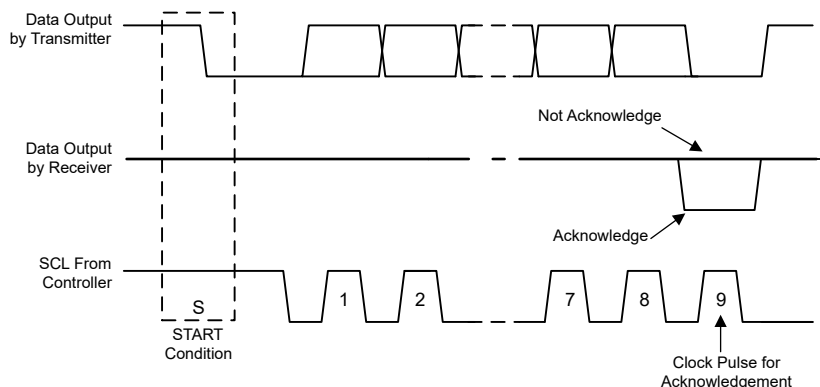 Data Output
by Transmitter
Not Acknowledge
Data Output
by Receiver
Acknowledge
SCL From
Controller
S
1
2
7
8
9
START
Condition
Clock Pulse for
Acknowledgement